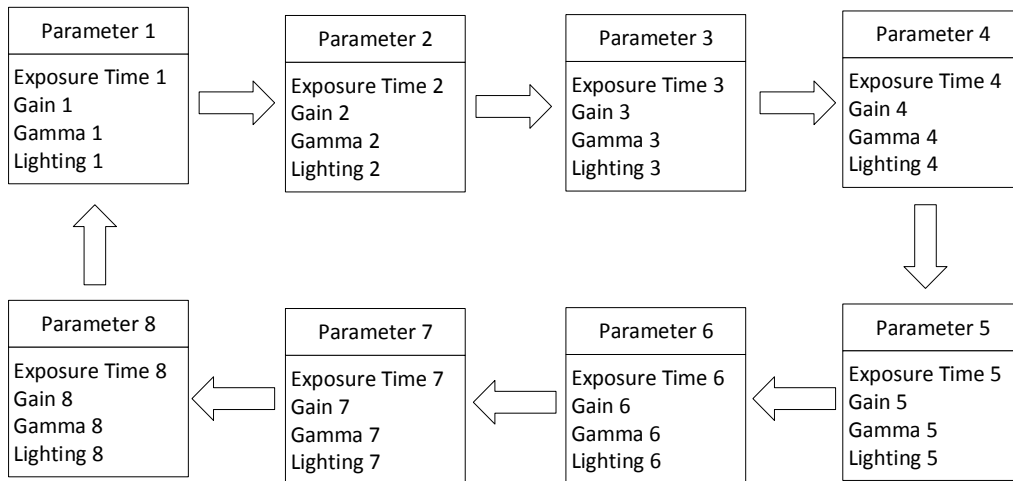 Parameter 1
Exposure Time 1
Gain 1
Gamma 1
Lighting 1
Parameter 2
Exposure Time 2
Gain 2
Gamma 2
Lighting 2
Parameter 3
Exposure Time 3
Gain 3
Gamma 3
Lighting 3
Parameter 4
Exposure Time 4
Gain 4
Gamma 4
Lighting 4
Parameter 5
Exposure Time 5
Gain 5
Gamma 5
Lighting 5
Parameter 6
Exposure Time 6
Gain 6
Gamma 6
Lighting 6
Parameter 7
Exposure Time 7
Gain 7
Gamma 7
Lighting 7
Parameter 8
Exposure Time 8
Gain 8
Gamma 8
Lighting 8